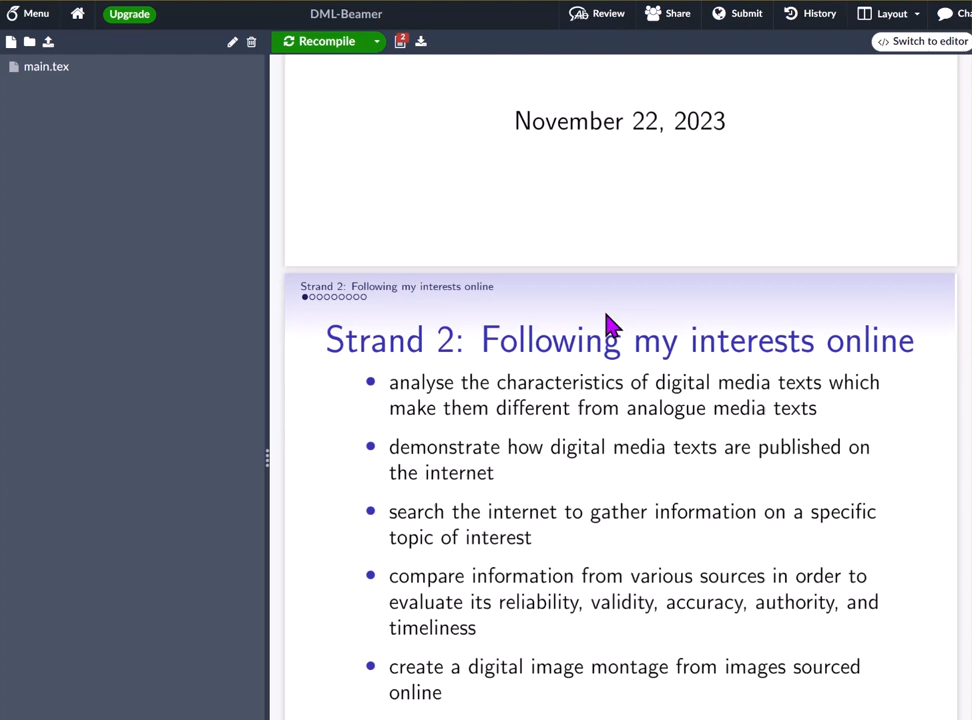 Menu
Upgrade
DML-Beamer
Review
Share
Submit
History
Layout
Cha
main.tex
Recompile
2
</> Switch to editor
November 22, 2023
Strand 2: Following my interests online
Strand 2: Following my interests online
• analyse the characteristics of digital media texts which
make them different from analogue media texts
• demonstrate how digital media texts are published on
the internet
• search the internet to gather information on a specific
topic of interest
• compare information from various sources in order to
evaluate its reliability, validity, accuracy, authority, and
timeliness
• create a digital image montage from images sourced
online